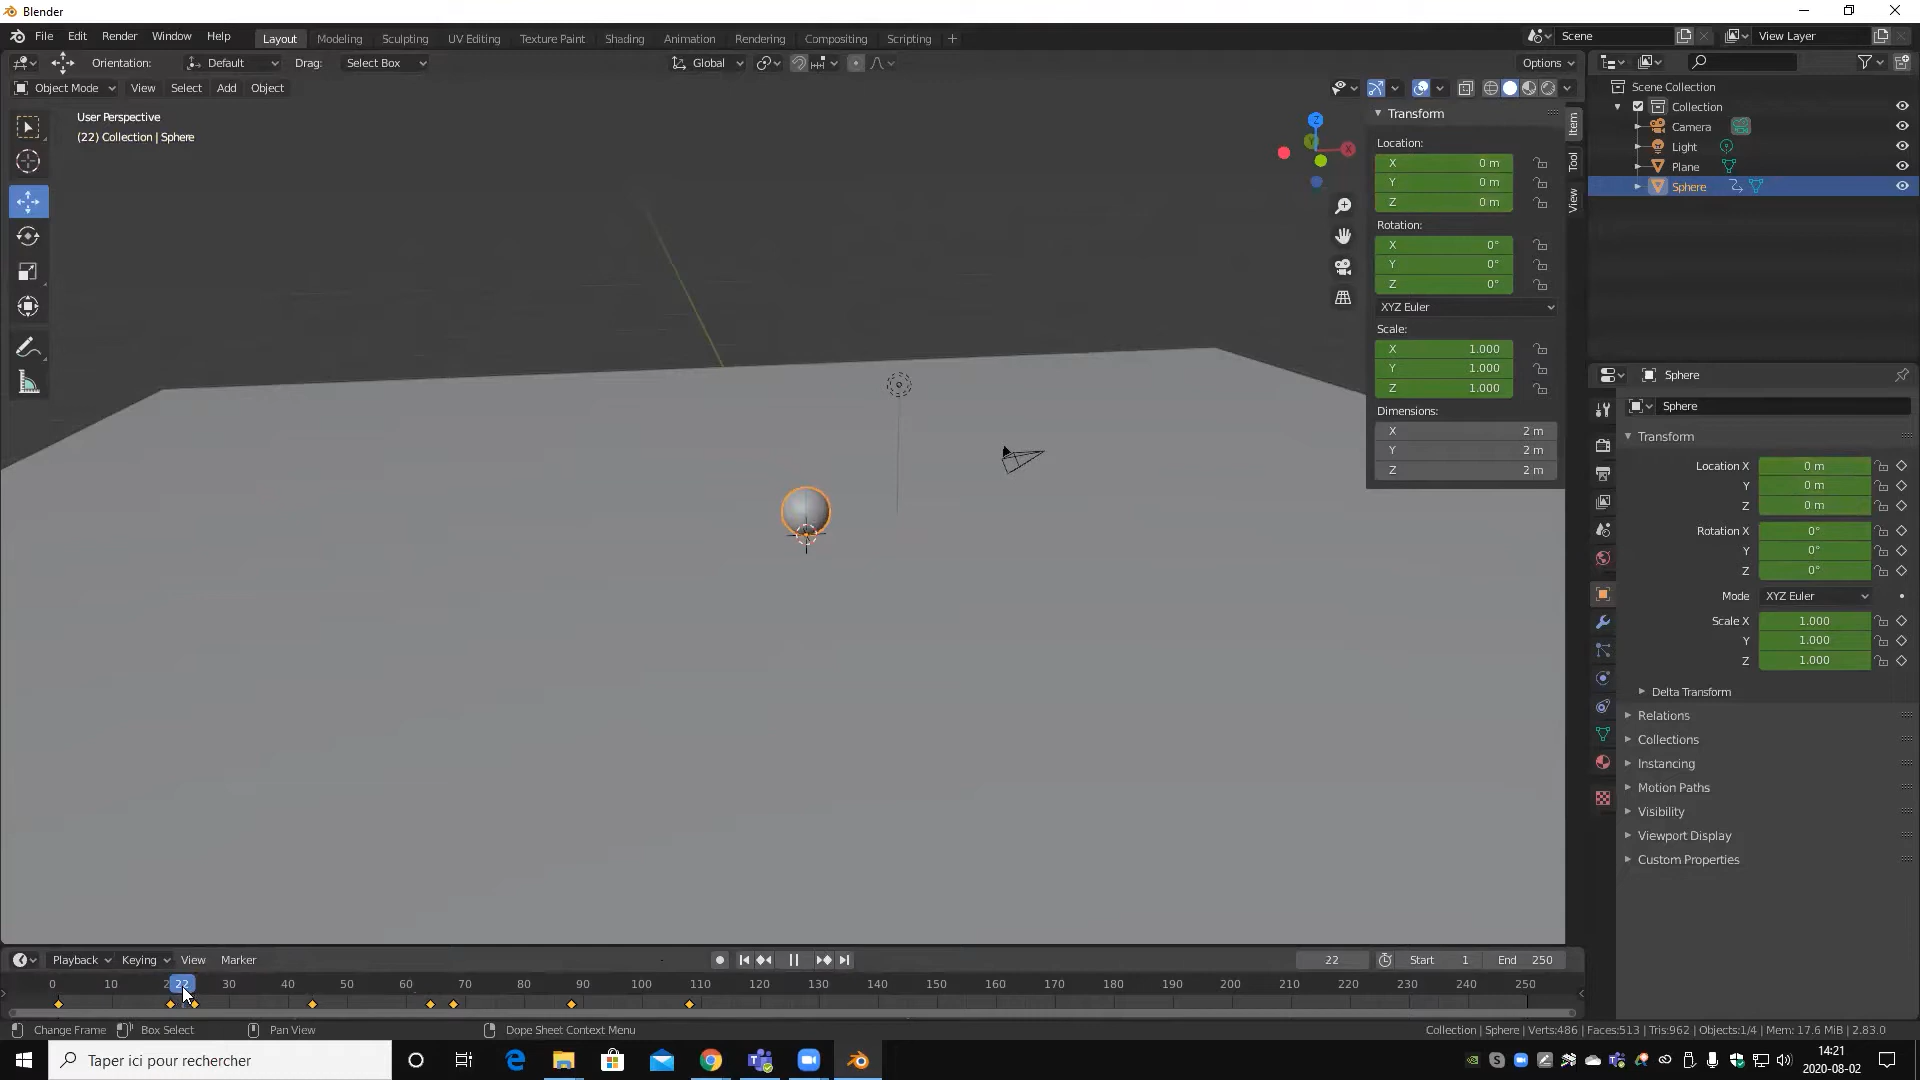 Blender
File Edit Render Window Help Layout Modeling Sculpting UV Editing Texture Paint Shading Animation Rendering Compositing Scripting + Scene View Layer
Orientation: Default Drag: Select Box Global Options
Object Mode View Select Add Object
User Perspective
(22) Collection | Sphere
Z
Y
X
Transform
Location:
X 0 m
Y 0 m
Z 0 m
Rotation:
X 0°
Y 0°
Z 0°
XYZ Euler
Scale:
X 1.000
Y 1.000
Z 1.000
Dimensions:
X 2 m
Y 2 m
Z 2 m
Item
Tool
View
Scene Collection
Collection
Camera
Light
Plane
Sphere
Sphere
Sphere
Transform
Location X 0 m
Y 0 m
Z 0 m
Rotation X 0°
Y 0°
Z 0°
Mode XYZ Euler
Scale X 1.000
Y 1.000
Z 1.000
Delta Transform
Relations
Collections
Instancing
Motion Paths
Visibility
Viewport Display
Custom Properties
Playback Keying View Marker 22 Start 1 End 250
0 10 22 30 40 50 60 70 80 90 100 110 120 130 140 150 160 170 180 190 200 210 220 230 240 250
Change Frame Box Select Pan View Dope Sheet Context Menu Collection | Sphere | Verts:486 | Faces:513 | Tris:962 | Objects:1/4 | Mem: 17.6 MiB | 2.83.0
Taper ici pour rechercher
14:21
2020-08-02